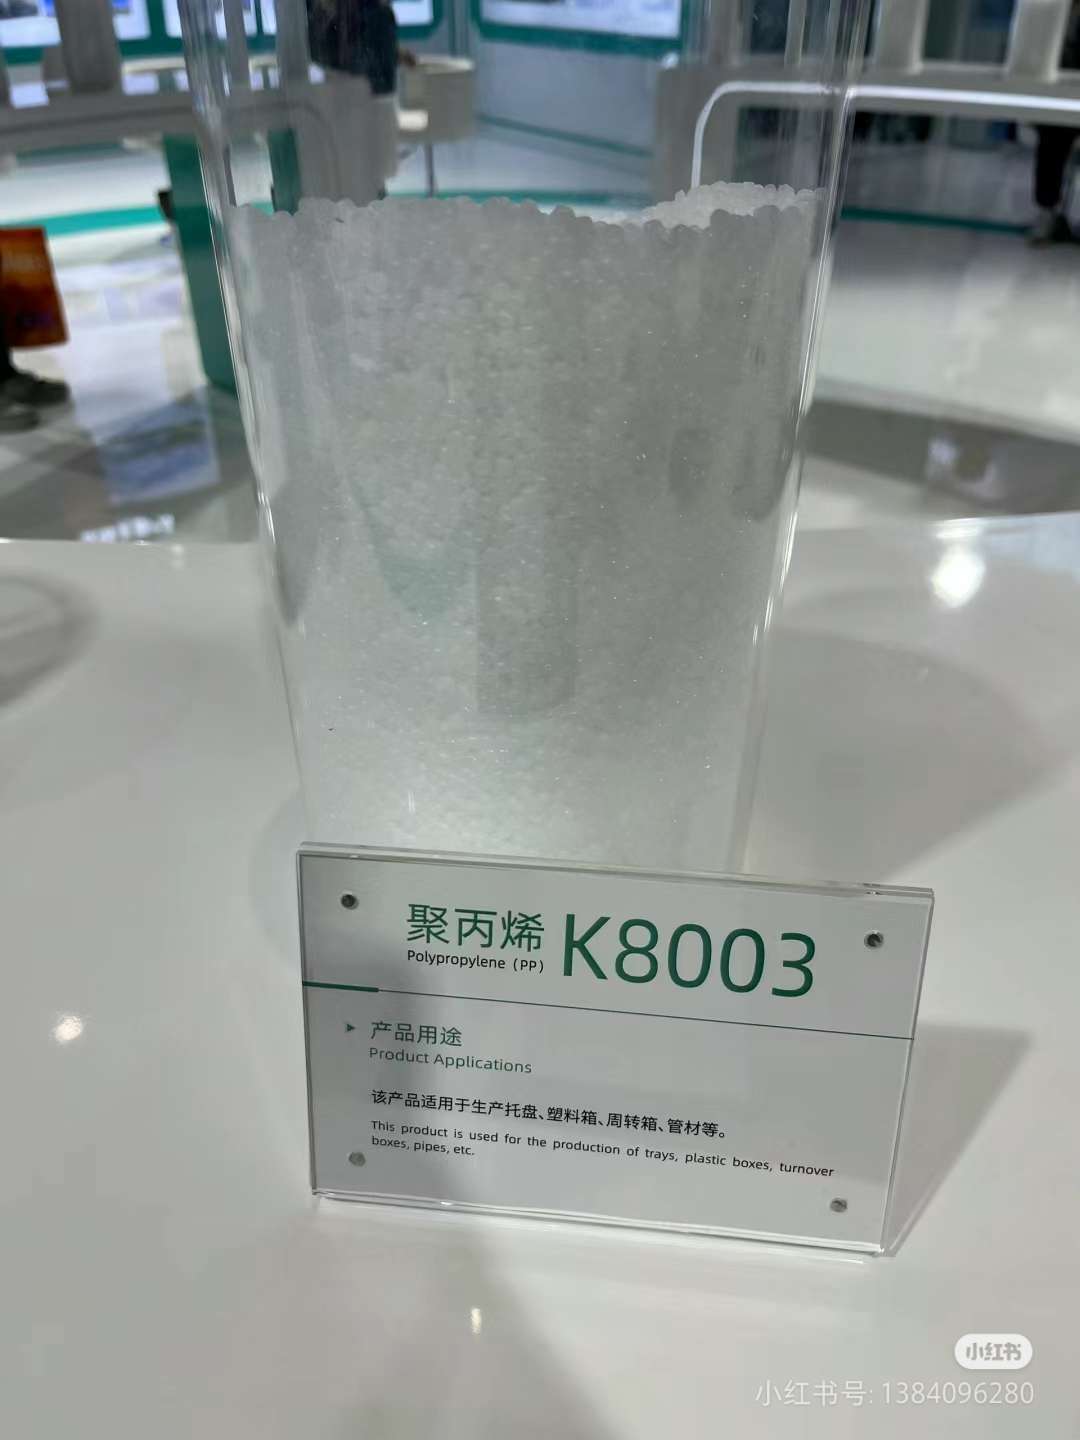 聚丙烯 K8003
Polypropylene (PP)
产品用途
Product Applications
该产品适用于生产托盘、塑料箱、周转箱、管材等。
This product is used for the production of trays, plastic boxes, turnover
boxes, pipes, etc.
小红书
小红书号: 1384096280